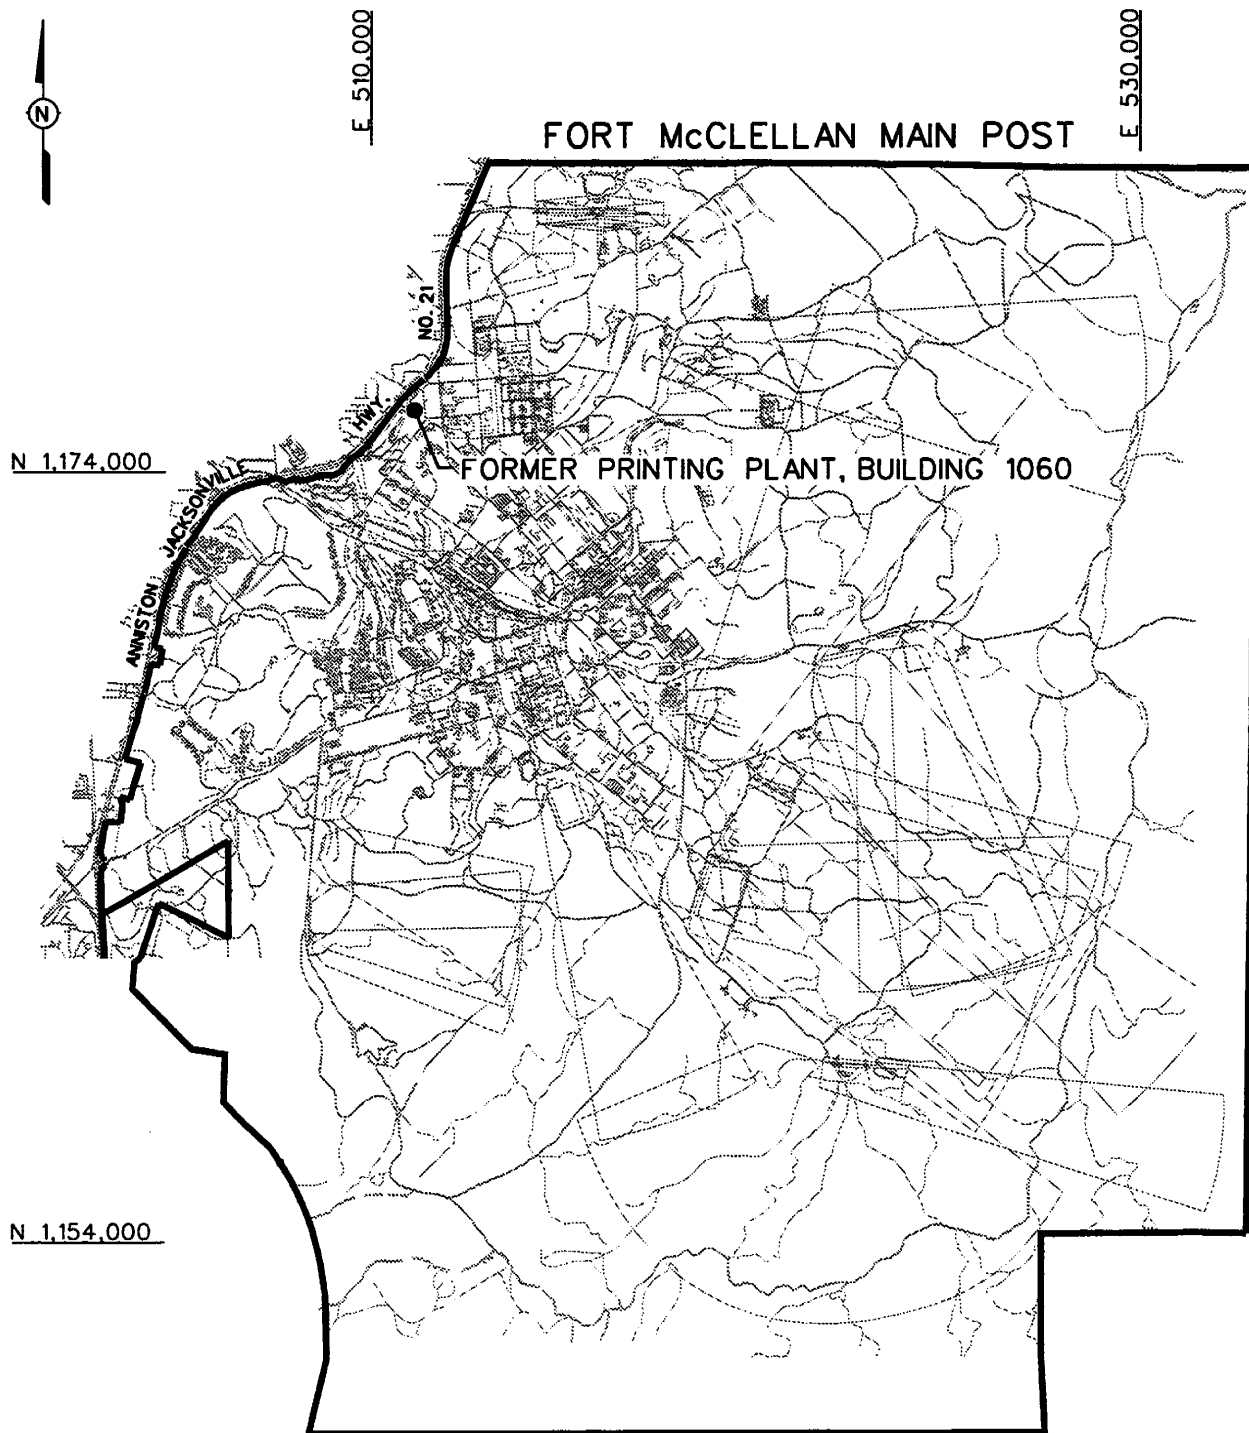 E 510,000
E 530,000
N
FORT McCLELLAN MAIN POST
NO. 21
HWY.
N 1,174,000
FORMER PRINTING PLANT, BUILDING 1060
JACKSONVILLE
ANNISTON
N 1,154,000